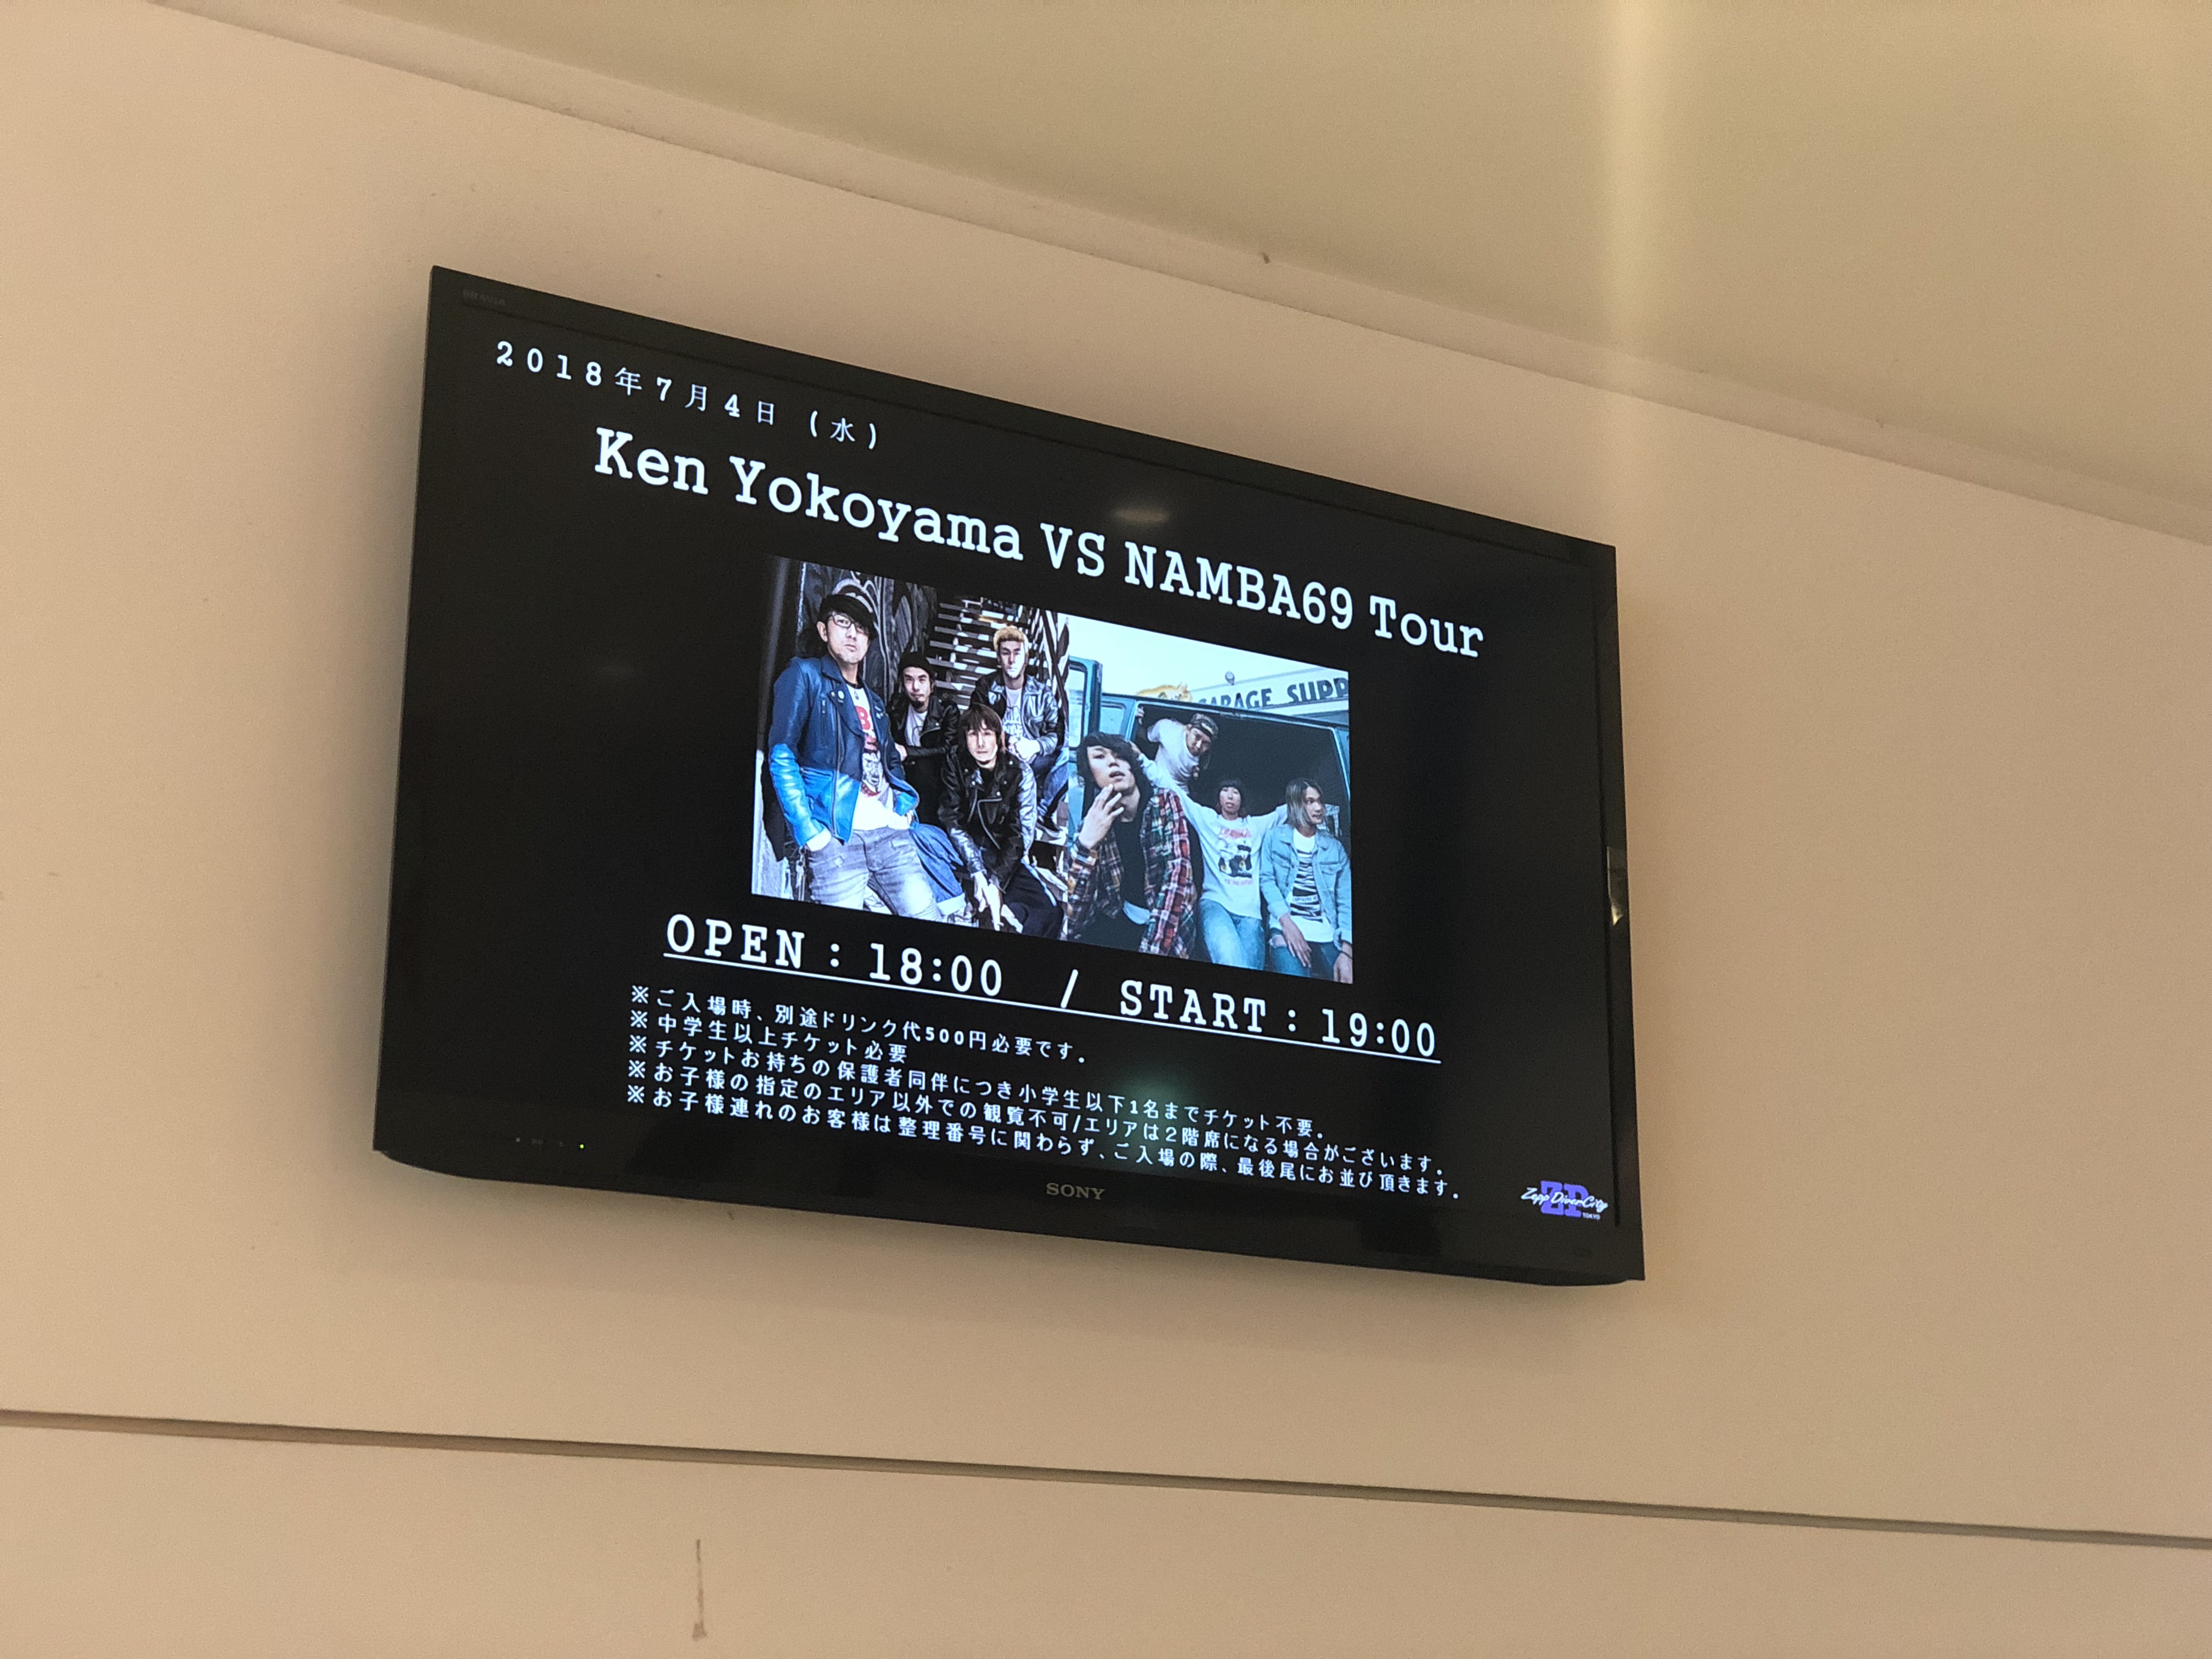 BRAVIA
2018年7月4日 (水)
Ken Yokoyama VS NAMBA69 Tour
GARAGE SUPP
OPEN : 18:00 / START : 19:00
※ご入場時、別途ドリンク代500円必要です.
※中学生以上チケット必要
※チケットお持ちの保護者同伴につき小学生以下1名までチケット不要.
※お子様の指定のエリア以外での観覧不可/エリアは2階席になる場合がございます.
※お子様連れのお客様は整理番号に関わらず、ご入場の際、最後尾にお並び頂きます.
Zepp DiverCity
TOKYO
SONY